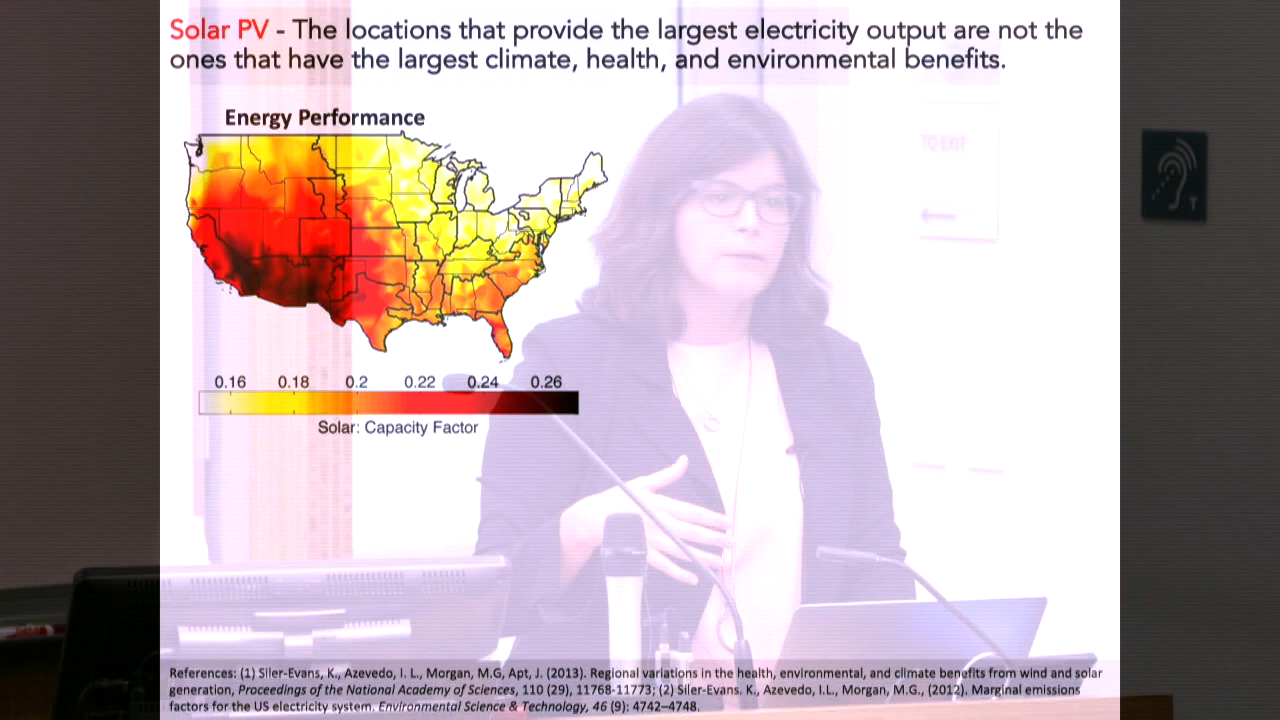 Solar PV - The locations that provide the largest electricity output are not the
ones that have the largest climate, health, and environmental benefits.
Energy Performance
0.16 0.18 0.2 0.22 0.24 0.26
Solar: Capacity Factor
TO EXIT
T
References: (1) Siler-Evans, K., Azevedo, I. L., Morgan, M.G, Apt, J. (2013). Regional variations in the health, environmental, and climate benefits from wind and solar
generation, Proceedings of the National Academy of Sciences, 110 (29), 11768-11773; (2) Siler-Evans. K., Azevedo, I.L., Morgan, M.G., (2012). Marginal emissions
factors for the US electricity system. Environmental Science & Technology, 46 (9): 4742–4748.